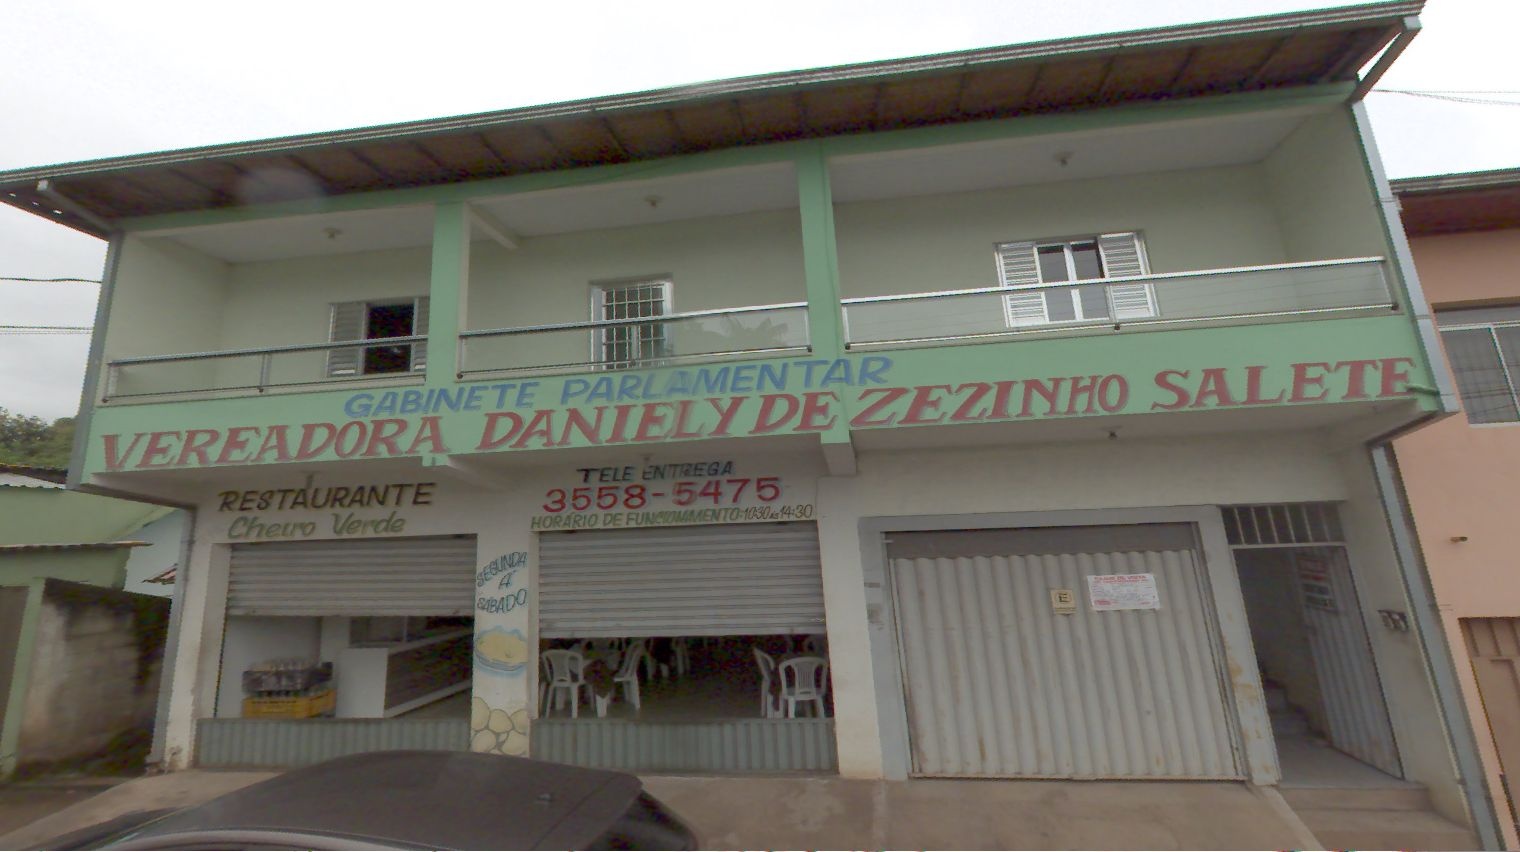 GABINETE PARLAMENTAR
VEREADORA DANIELY DE ZEZINHO SALETE
RESTAURANTE
Cheiro Verde
TELE ENTREGA
3558-5475
HORÁRIO DE FUNCIONAMENTO: 10:30 às 14:30
SEGUNDA
A
SÁBADO
E